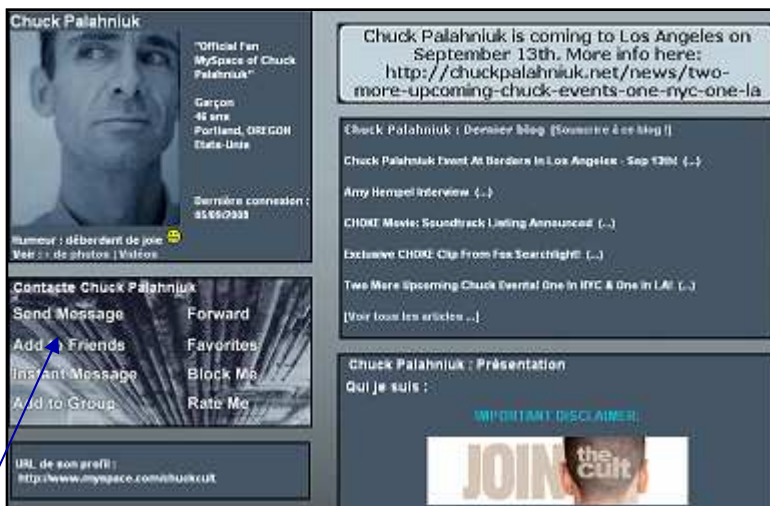 Chuck Palahniuk
"Official Fan
MySpace of Chuck
Palahniuk"
Garçon
46 ans
Portland, OREGON
Etats-Unis
Dernière connexion :
05/09/2008
Humeur : déberdant de joie
Voir : de photos | Vidéos
Contacte Chuck Palahniuk
Send Message Forward
Add to Friends Favorites
Instant Message Block Me
Add to Group Rate Me
URL de son profil :
http://www.myspace.com/chuckcult
Chuck Palahniuk is coming to Los Angeles on
September 13th. More info here:
http://chuckpalahniuk.net/news/two-
more-upcoming-chuck-events-one-nyc-one-la
Chuck Palahniuk : Dernier blog [Souscrire à ce blog !]
Chuck Palahniuk Event At Borders In Los Angeles - Sep 13th! (...)
Amy Hempel Interview (...)
CHOKE Movie: Soundtrack Listing Announced (...)
Exclusive CHOKE Clip From Fox Searchlight! (...)
Two More Upcoming Chuck Events! One in NYC & One in LA! (...)
[Voir tous les articles ...]
Chuck Palahniuk : Présentation
Qui je suis :
IMPORTANT DISCLAIMER:
JOIN the
cult